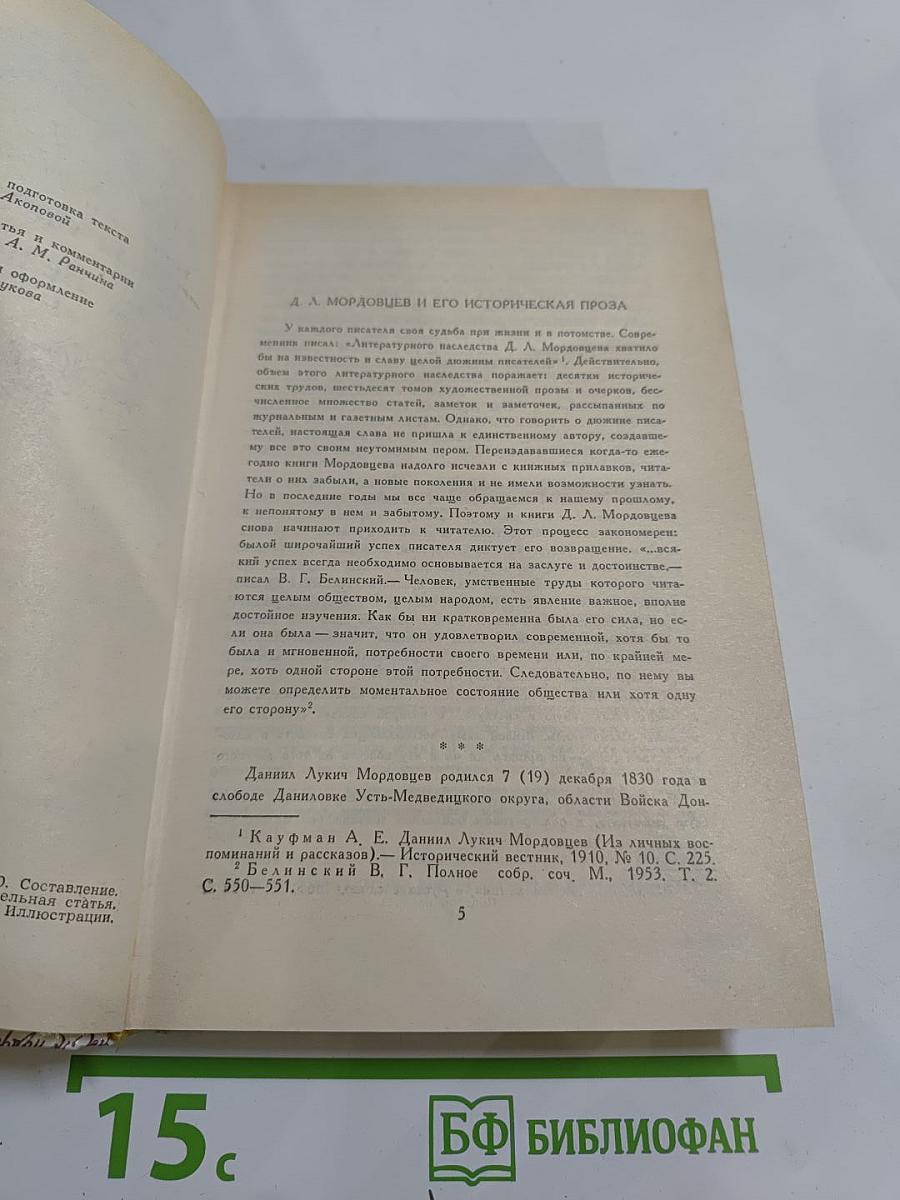 подготовка текста
Акоповой
тья и комментарии
А. М. Ранчина
оформление
укова
О. Составление.
ельная статья.
Иллюстрации.
Д. Л. МОРДОВЦЕВ И ЕГО ИСТОРИЧЕСКАЯ ПРОЗА
У каждого писателя своя судьба при жизни и в потомстве. Совре-
менник писал: «Литературного наследства Д. Л. Мордовцева хватило
бы на известность и славу целой дюжины писателей»¹. Действительно,
объем этого литературного наследства поражает: десятки историче-
ских трудов, шестьдесят томов художественной прозы и очерков, бес-
численное множество статей, заметок и заметочек, рассыпанных по
журнальным и газетным листам. Однако, что говорить о дюжине писа-
телей, настоящая слава не пришла к единственному автору, создавше-
му все это своим неутомимым пером. Переиздававшиеся когда-то еже-
годно книги Мордовцева надолго исчезли с книжных прилавков, чита-
тели о них забыли, а новые поколения и не имели возможности узнать.
Но в последние годы мы все чаще обращаемся к нашему прошлому,
к непонятому в нем и забытому. Поэтому и книги Д. Л. Мордовцева
снова начинают приходить к читателю. Этот процесс закономерен:
былой широчайший успех писателя диктует его возвращение. «...вся-
кий успех всегда необходимо основывается на заслуге и достоинстве,—
писал В. Г. Белинский.— Человек, умственные труды которого чита-
ются целым обществом, целым народом, есть явление важное, вполне
достойное изучения. Как бы ни кратковременна была его сила, но ес-
ли она была — значит, что он удовлетворил современной, хотя бы то
была и мгновенной, потребности своего времени или, по крайней ме-
ре, хоть одной стороне этой потребности. Следовательно, по нему вы
можете определить моментальное состояние общества или хотя одну
его сторону»².
* * *
Даниил Лукич Мордовцев родился 7 (19) декабря 1830 года в
слободе Даниловке Усть-Медведицкого округа, области Войска Дон-
¹ Кауфман А. Е. Даниил Лукич Мордовцев (Из личных вос-
поминаний и рассказов).— Исторический вестник, 1910, № 10. С. 225.
² Белинский В. Г. Полное собр. соч. М., 1953. Т. 2.
С. 550—551.
5
15 с
БФ БИБЛИОФАН